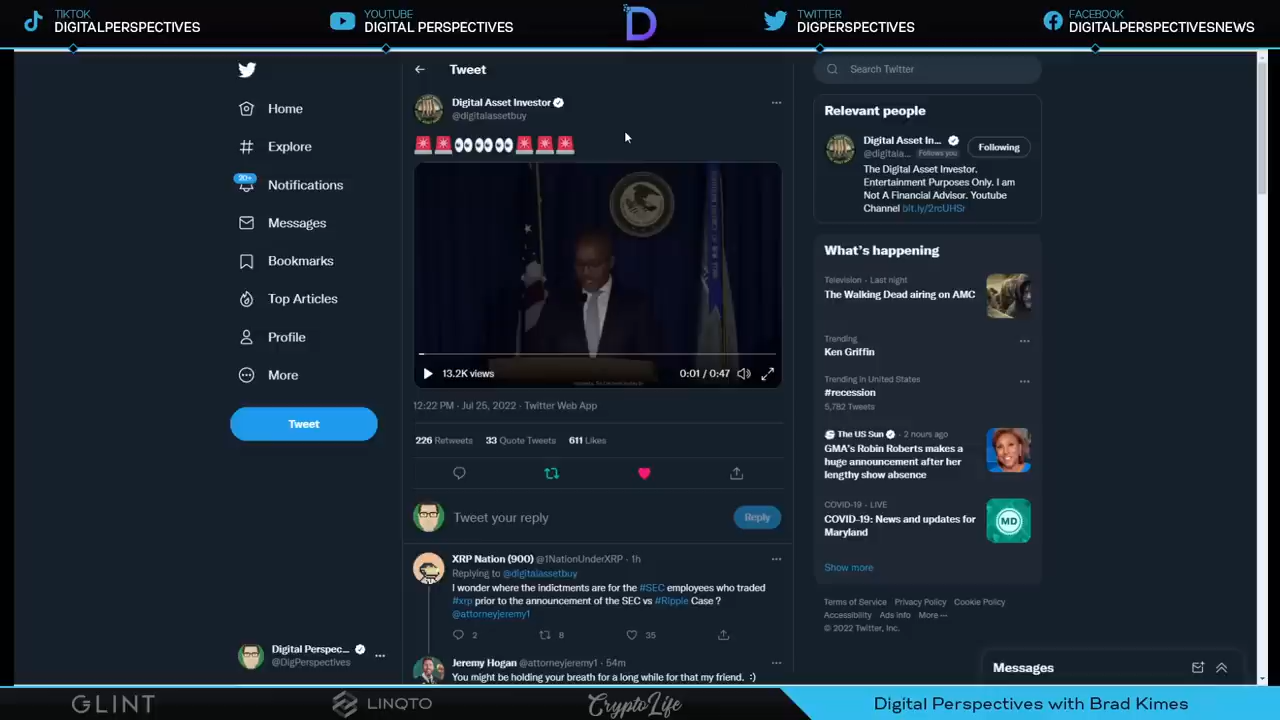 TIKTOK
DIGITALPERSPECTIVES
YOUTUBE
DIGITAL PERSPECTIVES
D
TWITTER
DIGPERSPECTIVES
FACEBOOK
DIGITALPERSPECTIVESNEWS
Home
Explore
20+
Notifications
Messages
Bookmarks
Top Articles
Profile
More
Tweet
Digital Perspec...
@DigPerspectives
Tweet
Digital Asset Investor
@digitalassetbuy
13.2K views
0:01 / 0:47
12:22 PM · Jul 25, 2022 · Twitter Web App
226 Retweets 33 Quote Tweets 611 Likes
Tweet your reply
Reply
XRP Nation (900) @1NationUnderXRP · 1h
Replying to @digitalassetbuy
I wonder where the indictments are for the #SEC employees who traded
#xrp prior to the announcement of the SEC vs #Ripple Case ?
@attorneyjeremy1
2 8 35
Jeremy Hogan @attorneyjeremy1 · 54m
You might be holding your breath for a long while for that my friend. :)
Search Twitter
Relevant people
Digital Asset In...
@digitala... Follows you
Following
The Digital Asset Investor.
Entertainment Purposes Only. I am
Not A Financial Advisor. Youtube
Channel bit.ly/2rcUHSr
What's happening
Television · Last night
The Walking Dead airing on AMC
Trending
Ken Griffin
Trending in United States
#recession
5,782 Tweets
The US Sun · 2 hours ago
GMA's Robin Roberts makes a
huge announcement after her
lengthy show absence
COVID-19 · LIVE
COVID-19: News and updates for
Maryland
MD
Show more
Terms of Service Privacy Policy Cookie Policy
Accessibility Ads info More ···
© 2022 Twitter, Inc.
Messages
GLINT
LINQTO
CryptoLife
Digital Perspectives with Brad Kimes